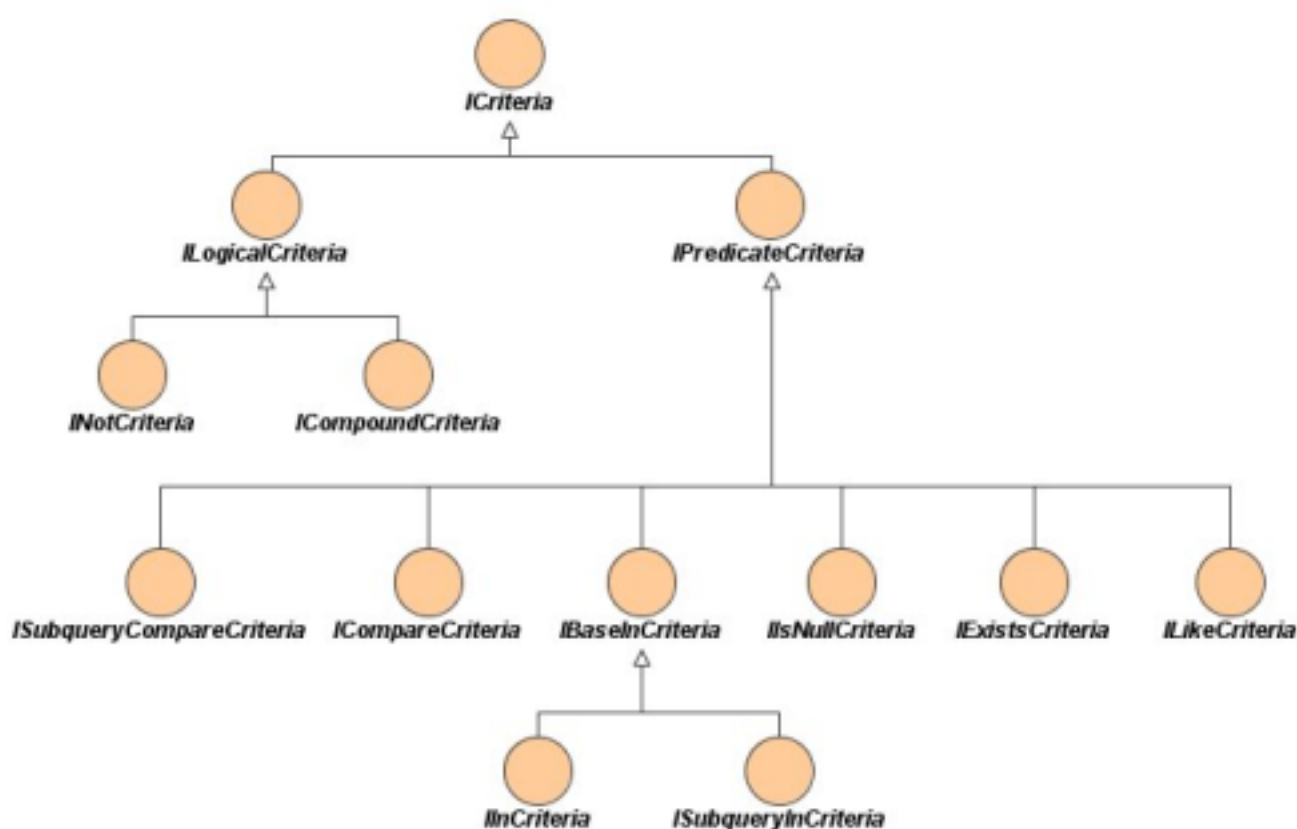 ICriteria
ILogicalCriteria IPredicateCriteria
INotCriteria ICompoundCriteria
ISubqueryCompareCriteria ICompareCriteria IBaseInCriteria IIsNullCriteria IExistsCriteria ILikeCriteria
IInCriteria ISubqueryInCriteria